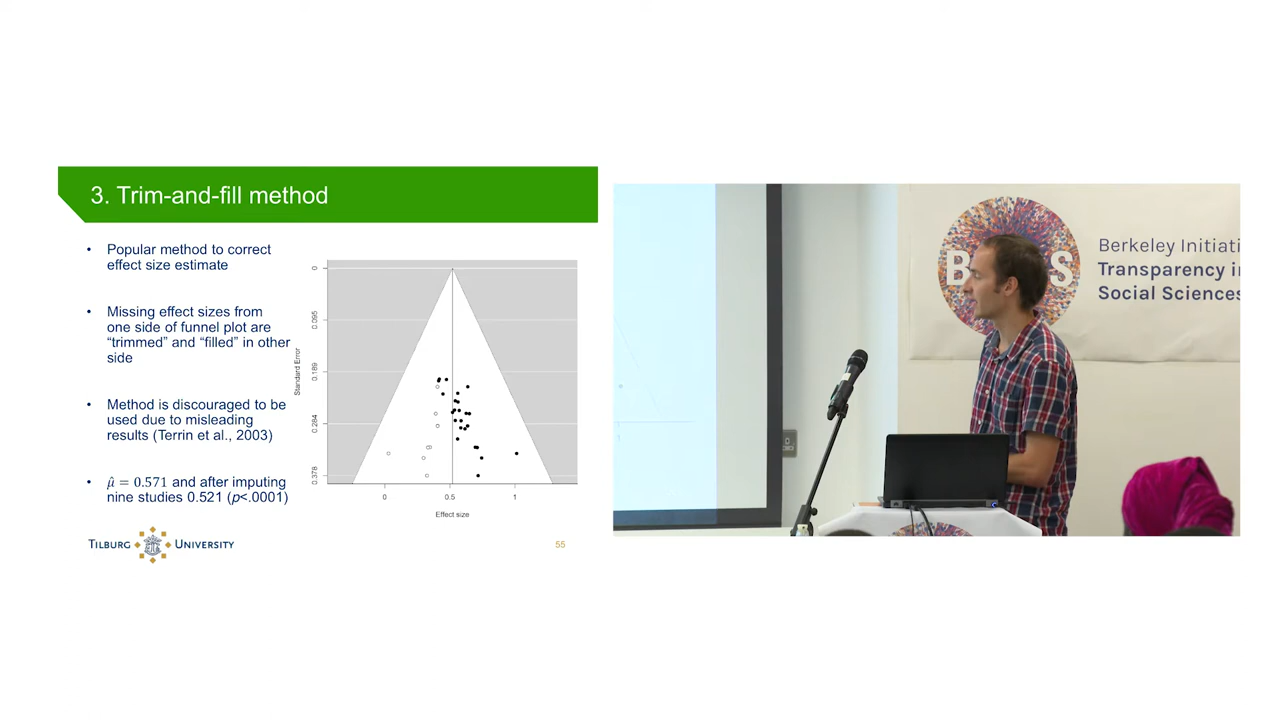 3. Trim-and-fill method
• Popular method to correct
effect size estimate
• Missing effect sizes from
one side of funnel plot are
“trimmed” and “filled” in other
side
• Method is discouraged to be
used due to misleading
results (Terrin et al., 2003)
• μ̂ = 0.571 and after imputing
nine studies 0.521 (p<.0001)
Standard Error
0
0.095
0.189
0.284
0.378
0
0.5
1
Effect size
TILBURG UNIVERSITY
55
Berkeley Initiati
Transparency in
Social Sciences